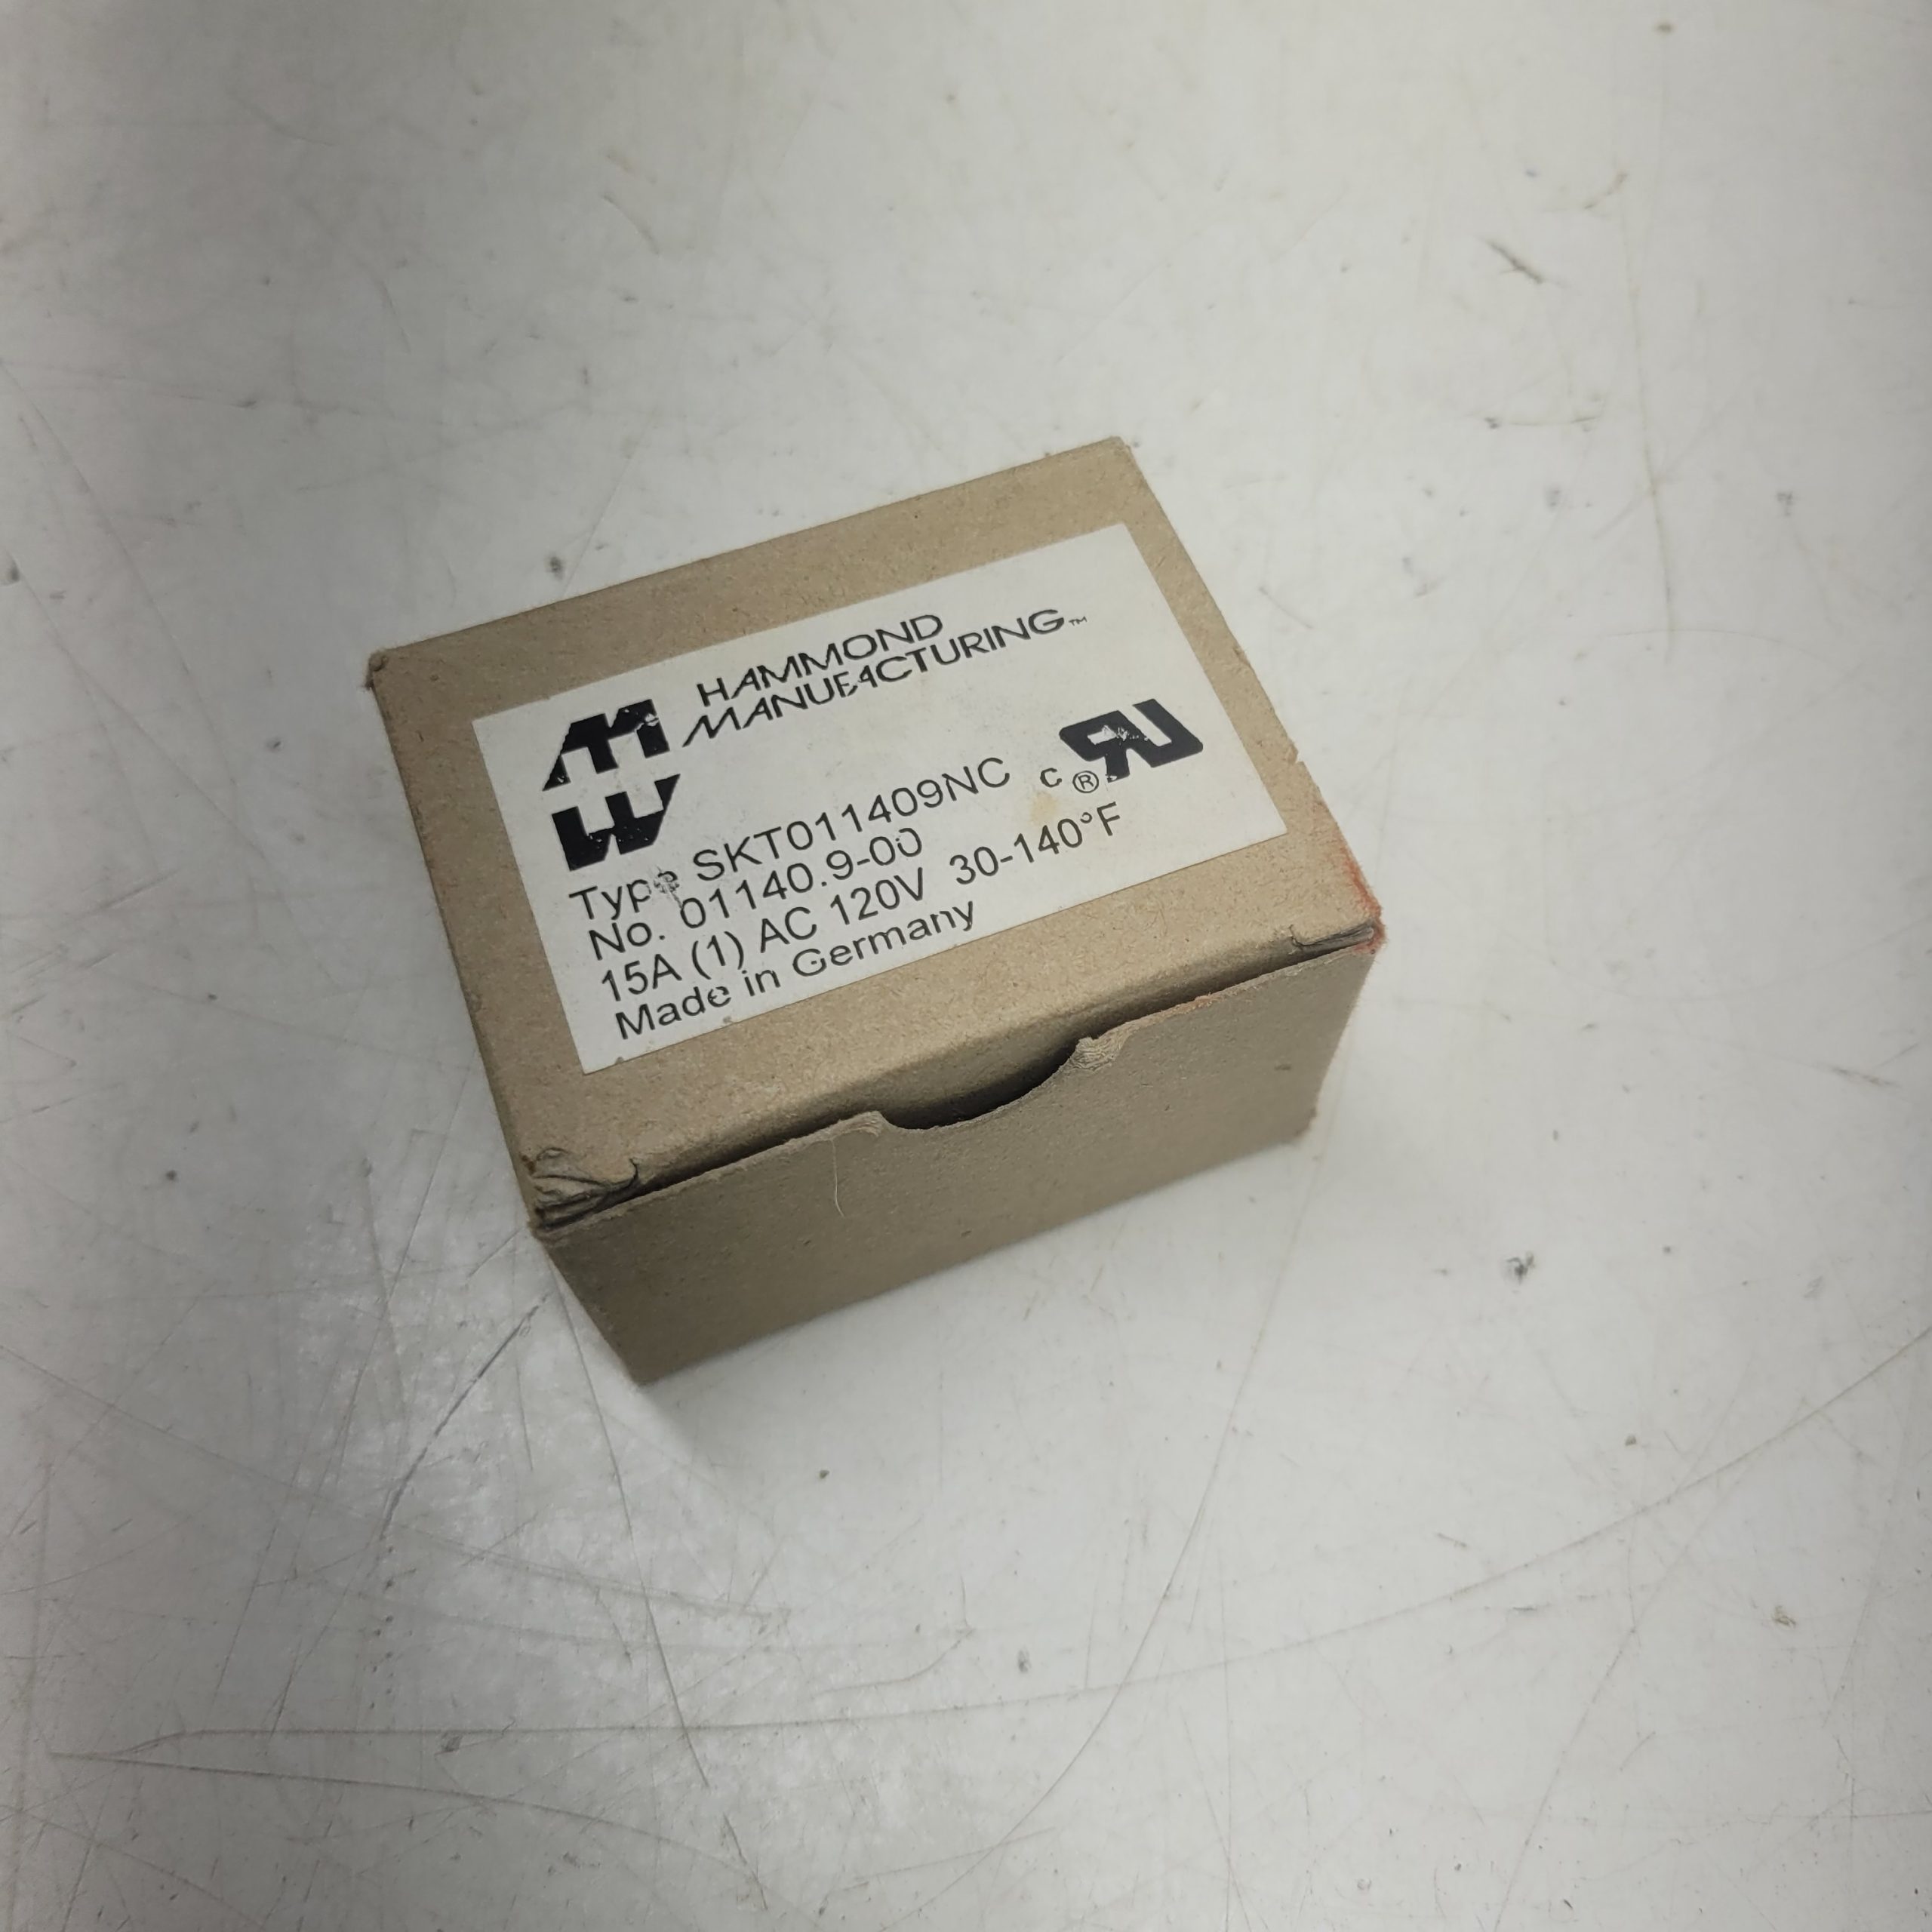 HAMMOND
MANUFACTURING™
Type SKT011409NC c ®
No. 01140.9-00
15A (1) AC 120V 30-140°F
Made in Germany